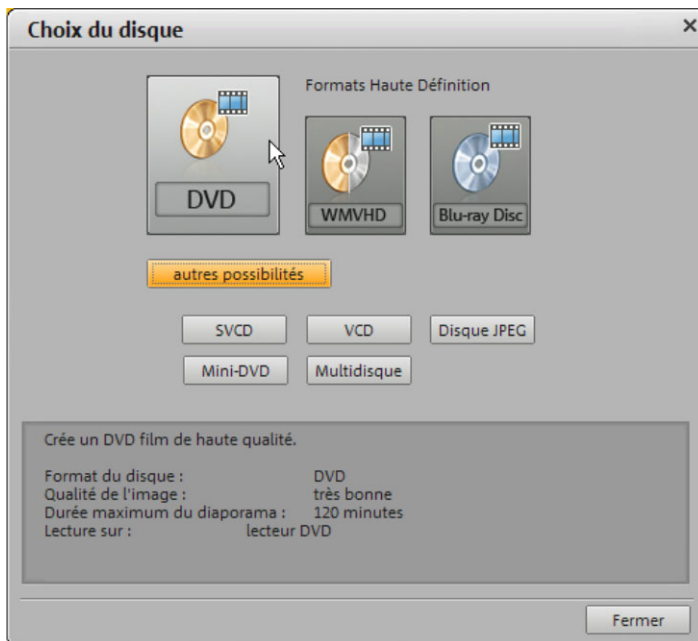 Choix du disque
Formats Haute Définition
DVD
WMVHD
Blu-ray Disc
autres possibilités
SVCD
VCD
Disque JPEG
Mini-DVD
Multidisque
Crée un DVD film de haute qualité.
Format du disque : DVD
Qualité de l'image : très bonne
Durée maximum du diaporama : 120 minutes
Lecture sur : lecteur DVD
Fermer